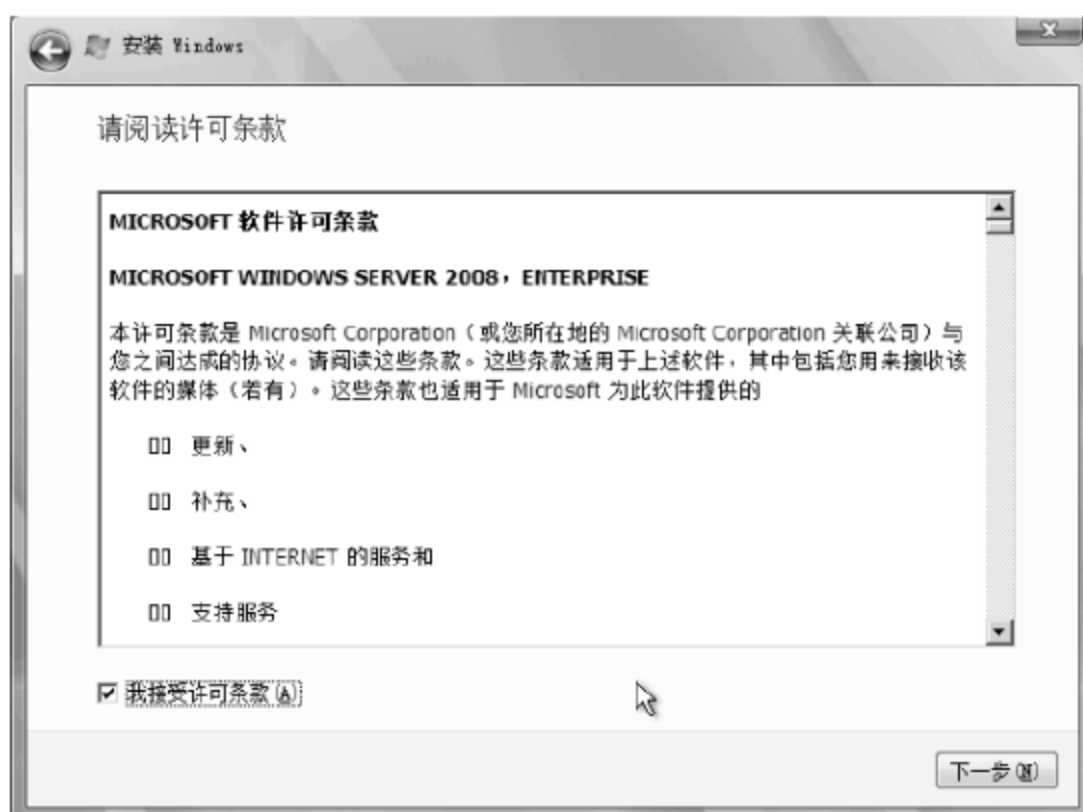 安装 Windows
请阅读许可条款
MICROSOFT 软件许可条款
MICROSOFT WINDOWS SERVER 2008，ENTERPRISE
本许可条款是 Microsoft Corporation（或您所在地的 Microsoft Corporation 关联公司）与
您之间达成的协议。请阅读这些条款。这些条款适用于上述软件，其中包括您用来接收该
软件的媒体（若有）。这些条款也适用于 Microsoft 为此软件提供的
更新、
补充、
基于 INTERNET 的服务和
支持服务
我接受许可条款(A)
下一步(N)